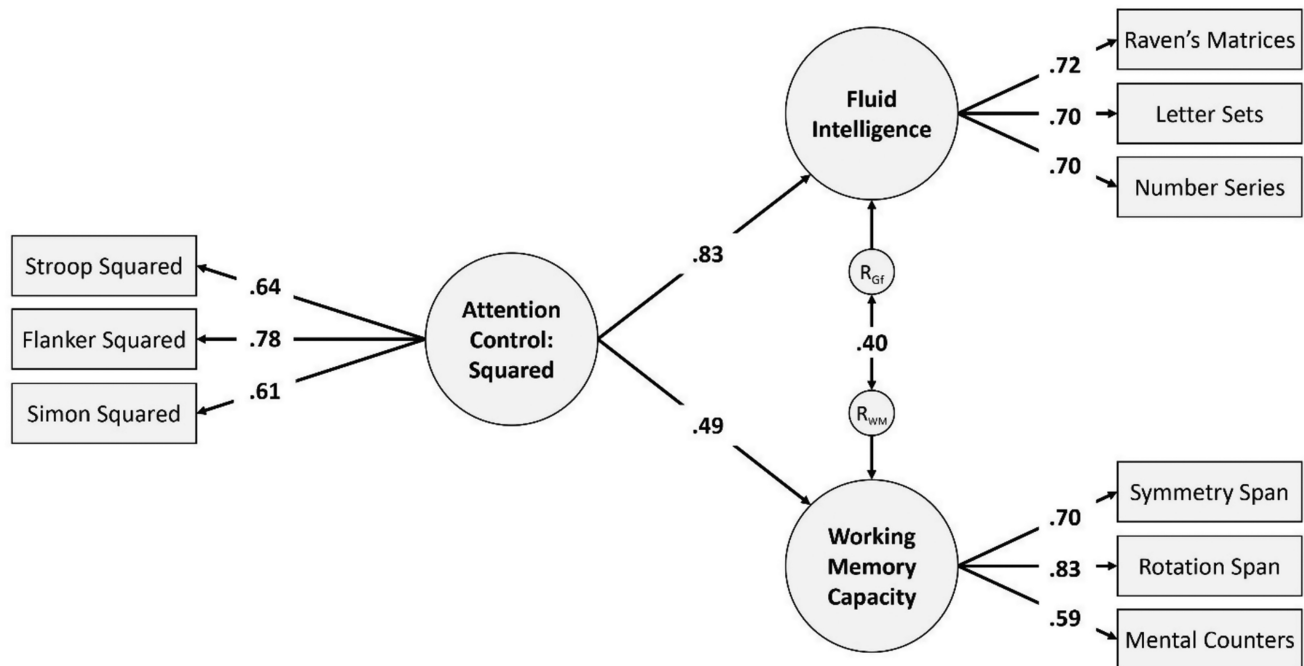 Stroop Squared
Flanker Squared
Simon Squared
.64
.78
.61
Attention
Control:
Squared
.83
.49
Fluid
Intelligence
R_Gf
.40
R_WM
Working
Memory
Capacity
.72
.70
.70
Raven's Matrices
Letter Sets
Number Series
.70
.83
.59
Symmetry Span
Rotation Span
Mental Counters